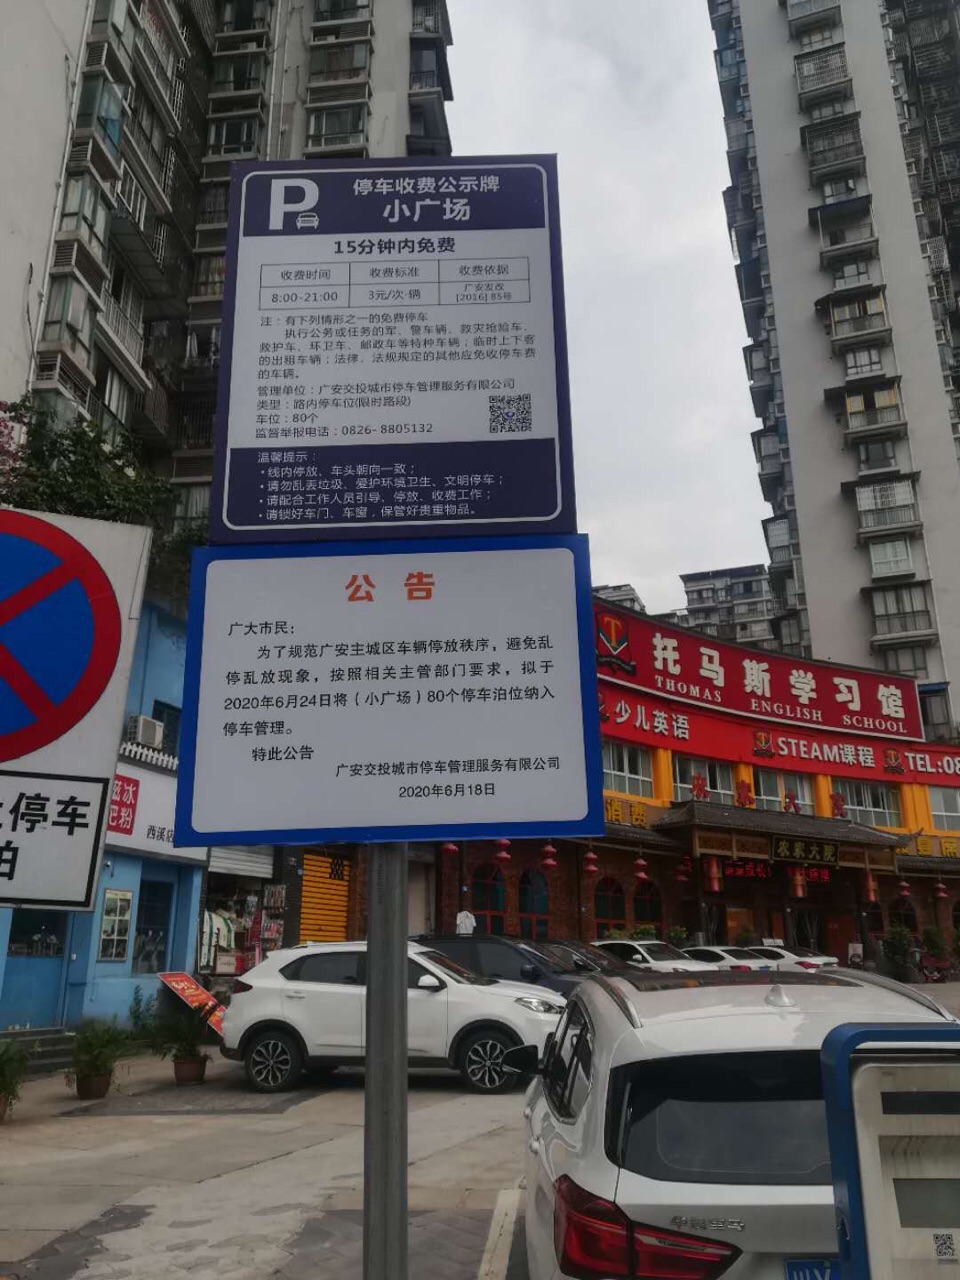 停车收费公示牌
P
小广场
15分钟内免费
收费时间 收费标准 收费依据
8:00-21:00 3元/次·辆 广安发改
[2016] 85号
注：有下列情形之一的免费停车
执行公务或任务的军、警车辆、救灾抢险车、
救护车、环卫车、邮政车等特种车辆；临时上下客
的出租车辆；法律、法规规定的其他应免收停车费
的车辆。
管理单位：广安交投城市停车管理服务有限公司
类型：路内停车位(限时路段)
车位：80个
监督举报电话：0826- 8805132
温馨提示：
·线内停放、车头朝向一致；
·请勿乱丢垃圾、爱护环境卫生、文明停车；
·请配合工作人员引导、停放、收费工作；
·请锁好车门、车窗，保管好贵重物品。
公告
广大市民：
为了规范广安主城区车辆停放秩序，避免乱
停乱放现象，按照相关主管部门要求，拟于
2020年6月24日将（小广场）80个停车泊位纳入
停车管理。
特此公告
广安交投城市停车管理服务有限公司
2020年6月18日
托马斯学习馆
THOMAS ENGLISH SCHOOL
少儿英语
STEAM课程
TEL:08
农家大院
农家大院
停车
泊
冰粉
西溪店
华晨宝马